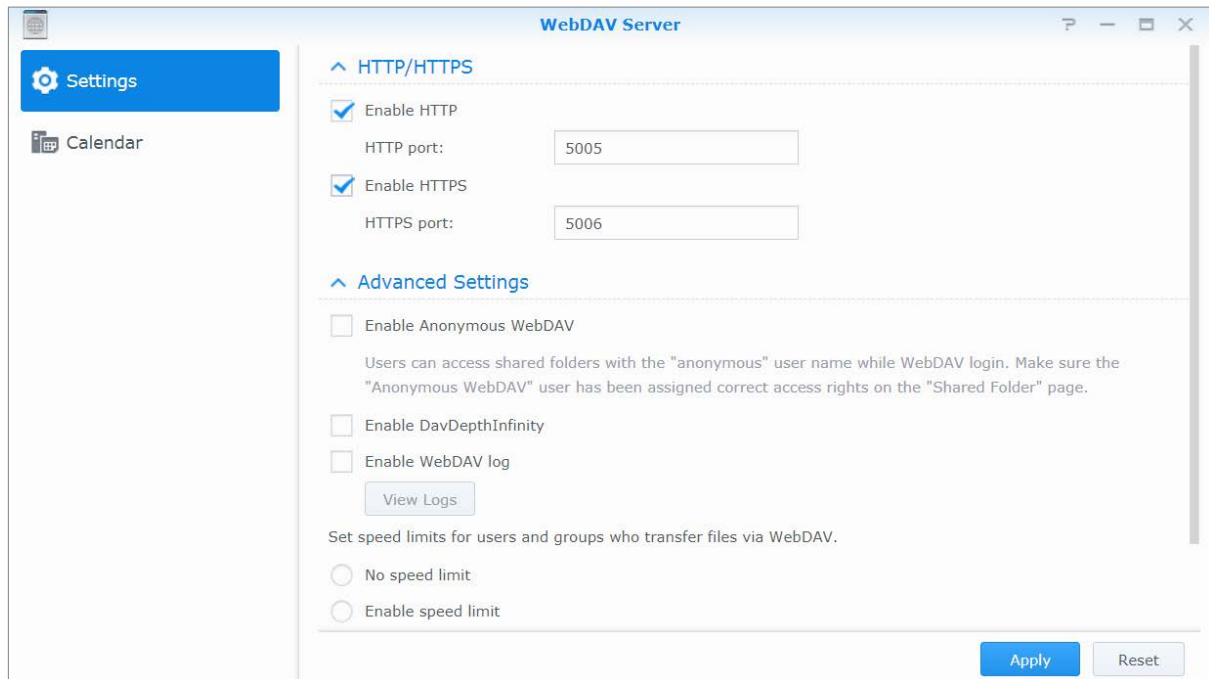 WebDAV Server
Settings
Calendar
HTTP/HTTPS
Enable HTTP
HTTP port: 5005
Enable HTTPS
HTTPS port: 5006
Advanced Settings
Enable Anonymous WebDAV
Users can access shared folders with the "anonymous" user name while WebDAV login. Make sure the
"Anonymous WebDAV" user has been assigned correct access rights on the "Shared Folder" page.
Enable DavDepthInfinity
Enable WebDAV log
View Logs
Set speed limits for users and groups who transfer files via WebDAV.
No speed limit
Enable speed limit
Apply Reset